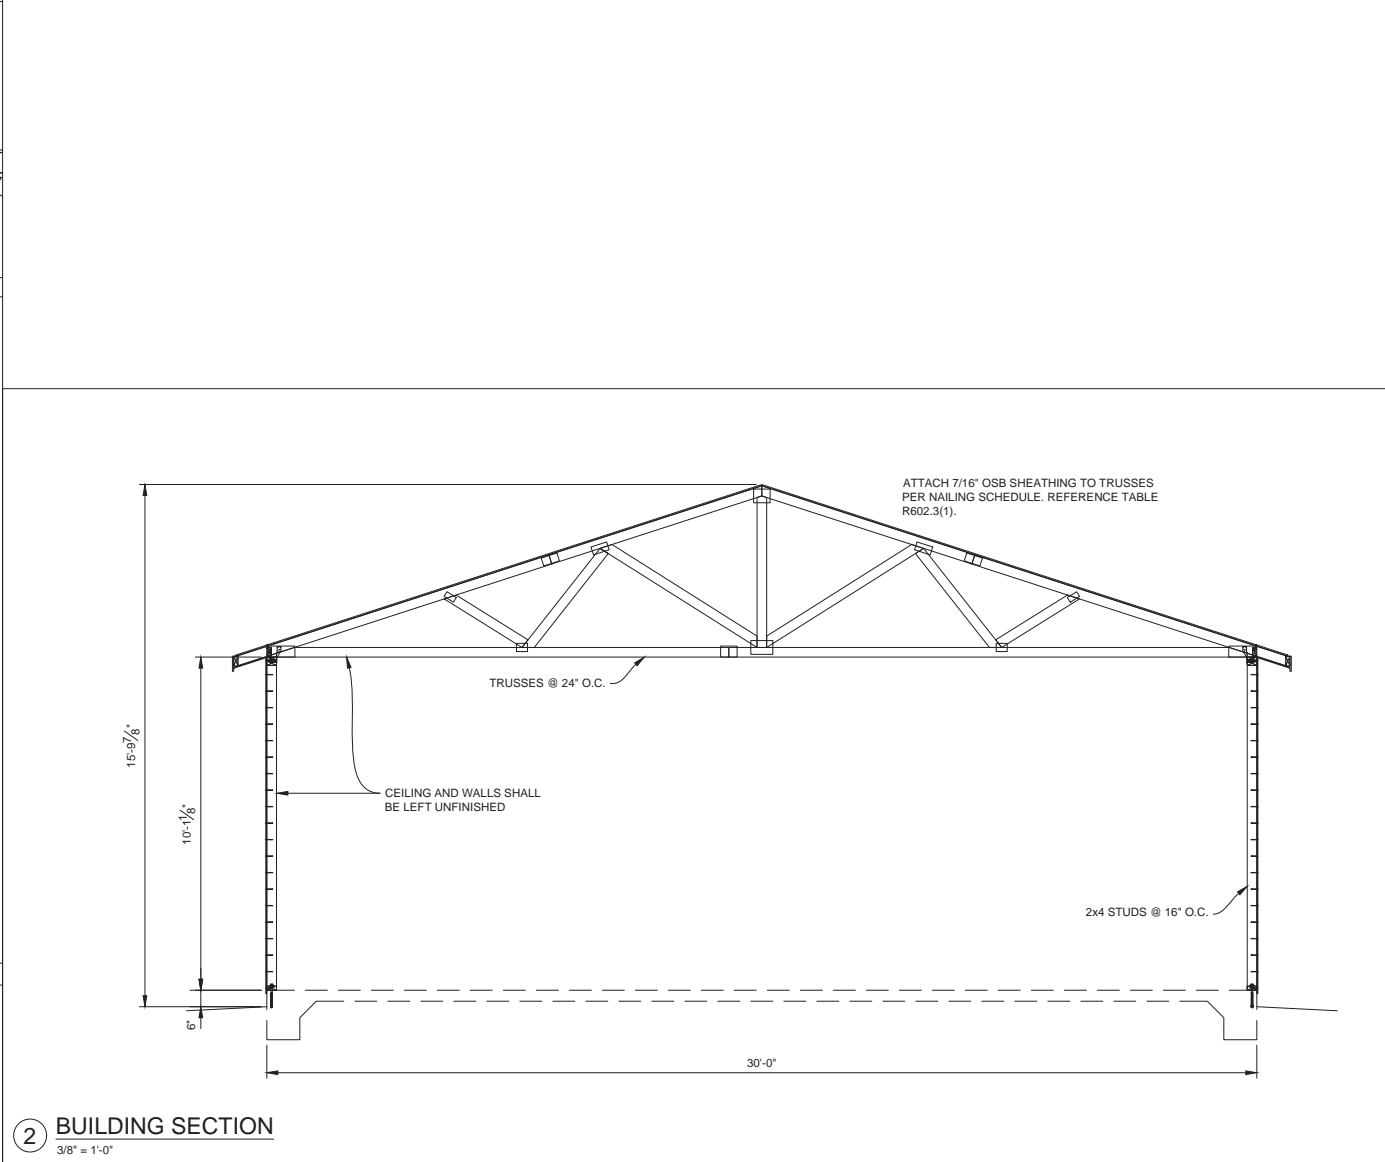 ATTACH 7/16" OSB SHEATHING TO TRUSSES
PER NAILING SCHEDULE. REFERENCE TABLE
R602.3(1).
TRUSSES @ 24" O.C.
15'-9 7/8"
10'-1 1/8"
CEILING AND WALLS SHALL
BE LEFT UNFINISHED
2x4 STUDS @ 16" O.C.
6"
30'-0"
2 BUILDING SECTION
3/8" = 1'-0"